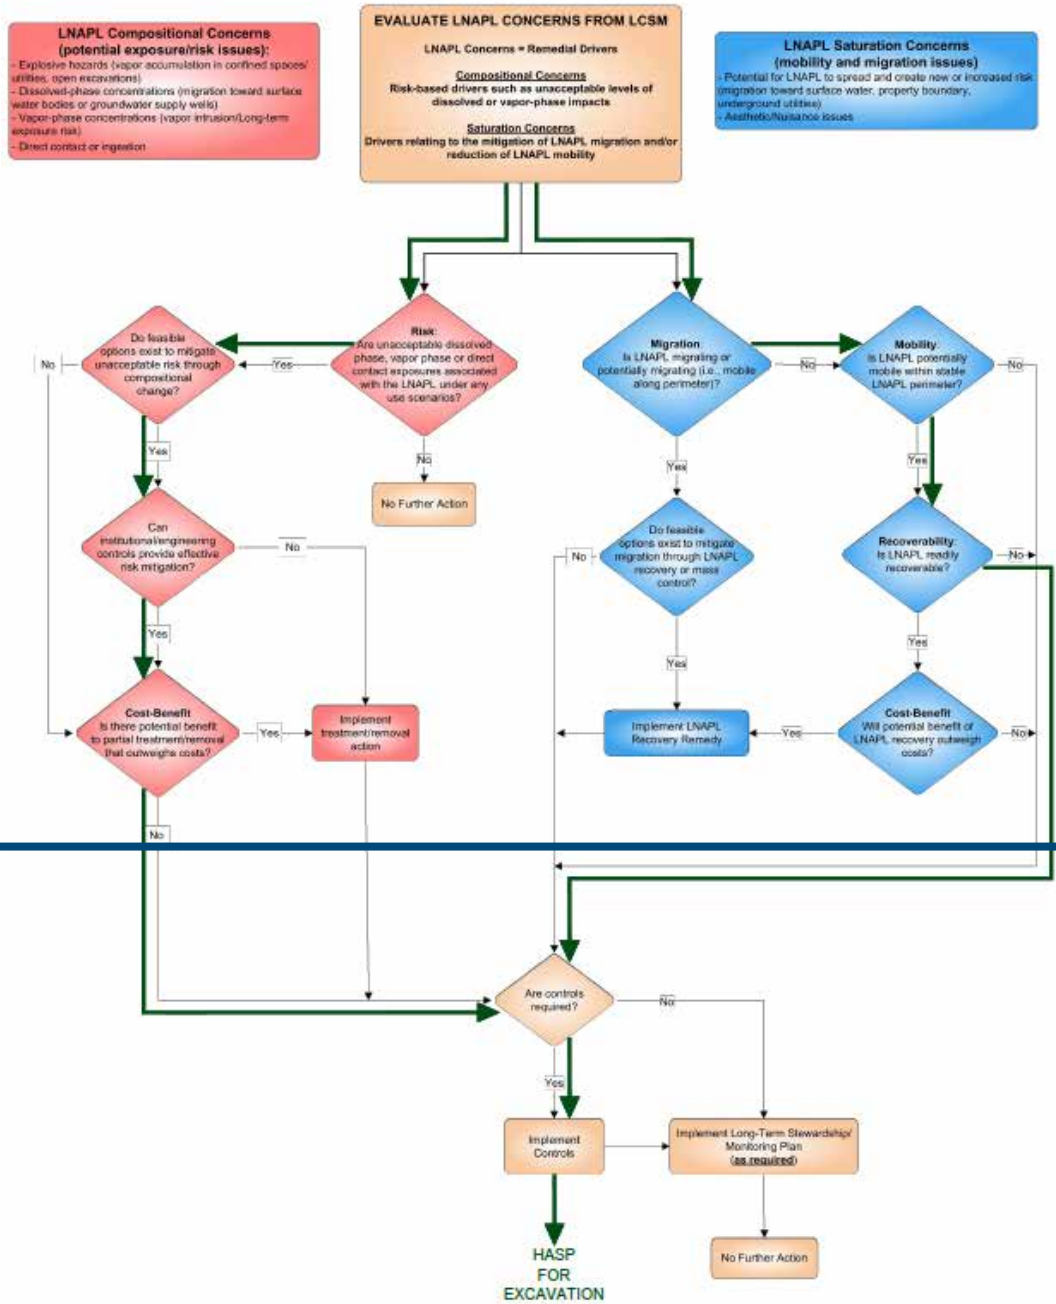 EVALUATE LNAPL CONCERNS FROM LCSM
LNAPL Concerns = Remedial Drivers
Compositional Concerns
Risk-based drivers such as unacceptable levels of
dissolved or vapor-phase impacts
Saturation Concerns
Drivers relating to the mitigation of LNAPL migration and/or
reduction of LNAPL mobility
LNAPL Compositional Concerns
(potential exposure/risk issues):
- Explosive hazards (vapor accumulation in confined spaces/
utilities, open excavations)
- Dissolved-phase concentrations (migration toward surface
water bodies or groundwater supply wells)
- Vapor-phase concentrations (vapor intrusion/Long-term
exposure risk)
- Direct contact or ingestion
LNAPL Saturation Concerns
(mobility and migration issues)
- Potential for LNAPL to spread and create new or increased risk
(migration toward surface water, property boundary,
underground utilities)
- Aesthetic/Nuisance issues
Risk:
Are unacceptable dissolved
phase, vapor phase or direct
contact exposures associated
with the LNAPL under any
use scenarios?
Yes
No
No Further Action
Do feasible
options exist to mitigate
unacceptable risk through
compositional
change?
No
Yes
Can
institutional/engineering
controls provide effective
risk mitigation?
No
Yes
Cost-Benefit
Is there potential benefit
to partial treatment/removal
that outweighs costs?
Yes
No
Implement
treatment/removal
action
Migration:
Is LNAPL migrating or
potentially migrating (i.e., mobile
along perimeter)?
No
Yes
Mobility:
Is LNAPL potentially
mobile within stable
LNAPL perimeter?
No
Yes
Do feasible
options exist to mitigate
migration through LNAPL
recovery or mass
control?
No
Yes
Recoverability:
Is LNAPL readily
recoverable?
No
Yes
Implement LNAPL
Recovery Remedy
Cost-Benefit
Will potential benefit of
LNAPL recovery outweigh
costs?
Yes
No
Are controls
required?
No
Yes
Implement
Controls
Implement Long-Term Stewardship/
Monitoring Plan
(as required)
No Further Action
HASP
FOR
EXCAVATION